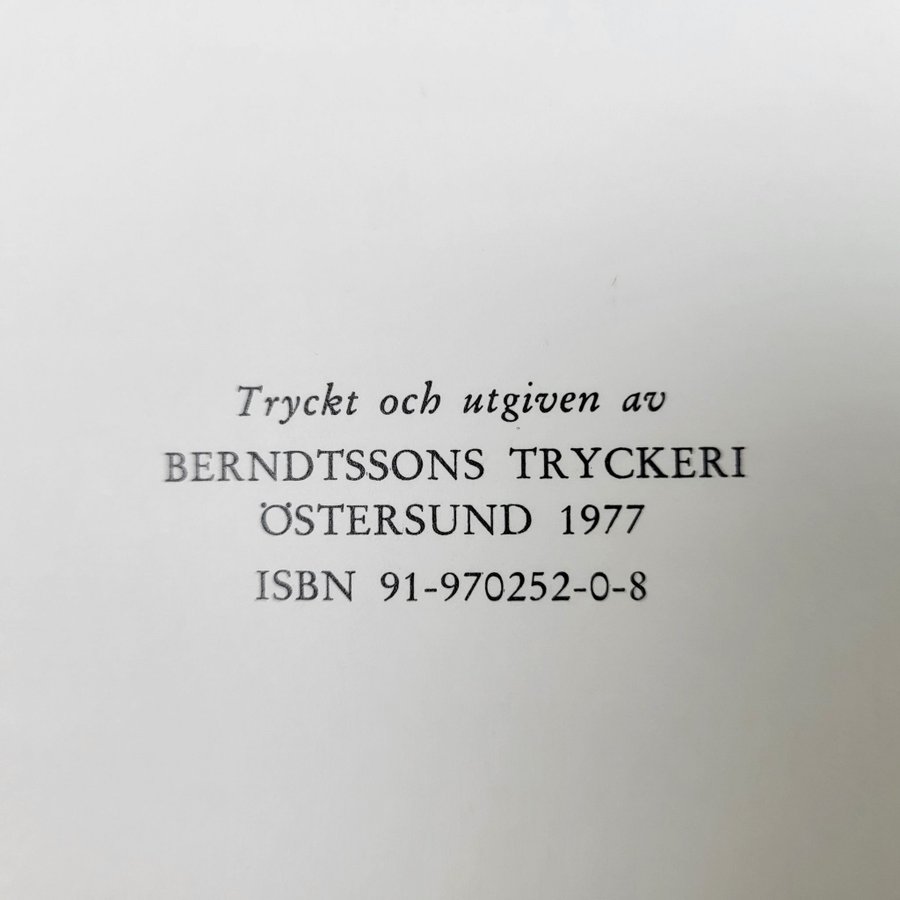 Tryckt och utgiven av
BERNDTSSONS TRYCKERI
ÖSTERSUND 1977
ISBN 91-970252-0-8